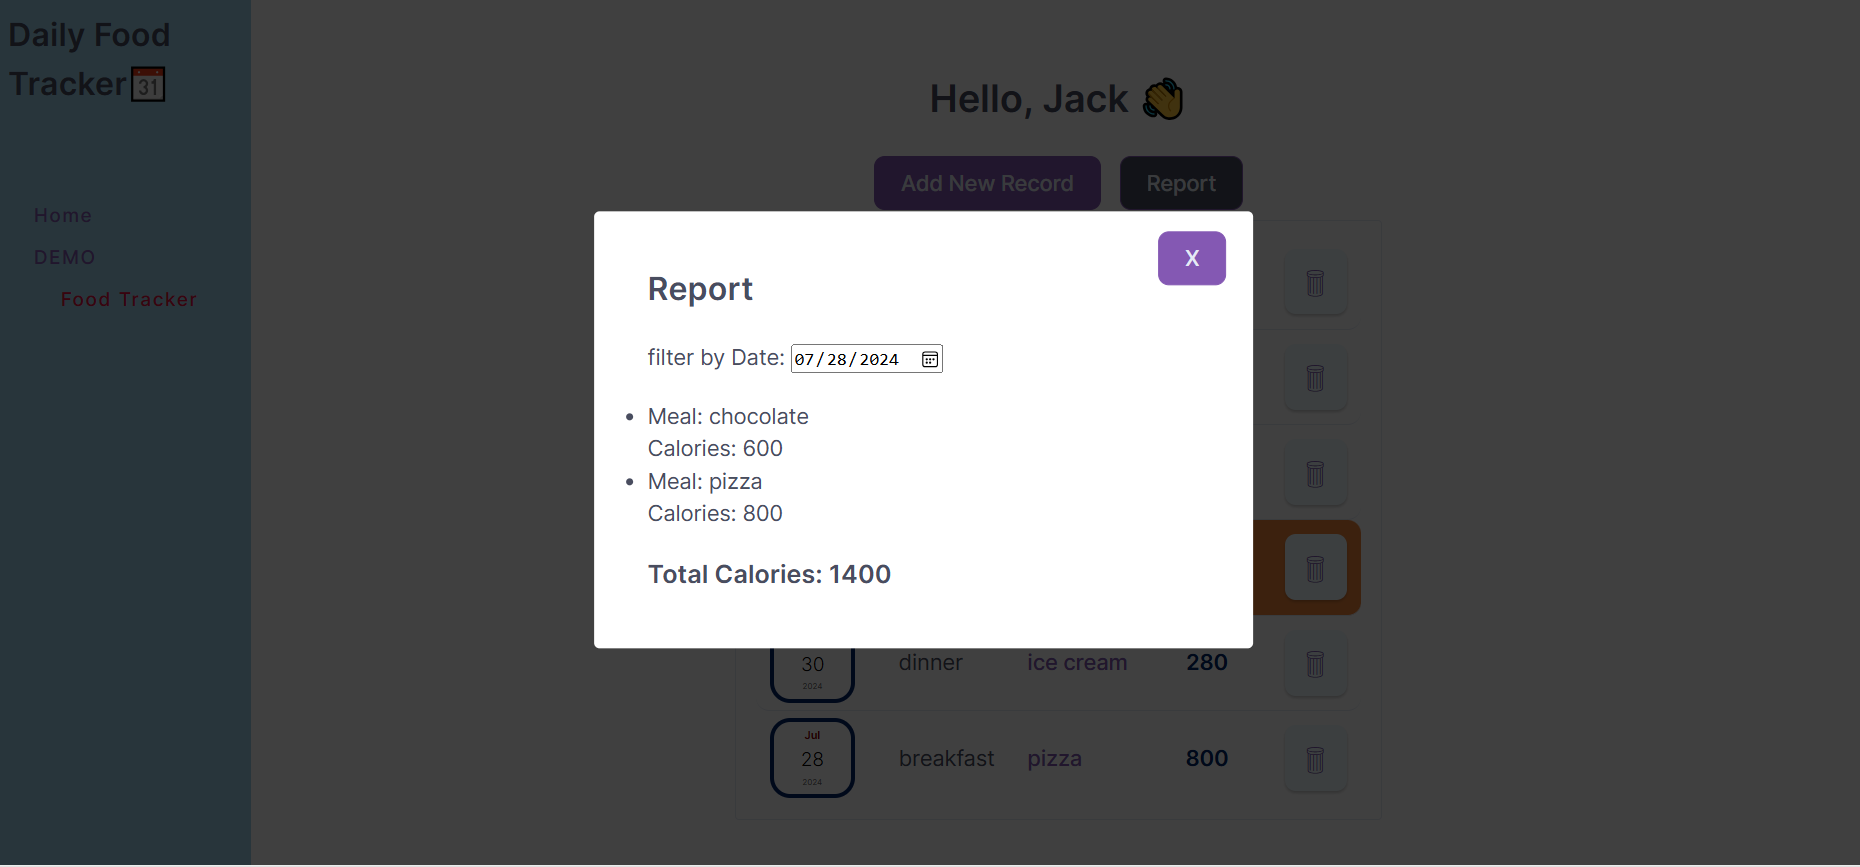 Daily Food
Tracker
31
Home
DEMO
Food Tracker
Hello, Jack
Add New Record
Report
X
Report
filter by Date: 07/28/2024
Meal: chocolate
Calories: 600
Meal: pizza
Calories: 800
Total Calories: 1400
30
2024
dinner
ice cream
280
Jul
28
2024
breakfast
pizza
800